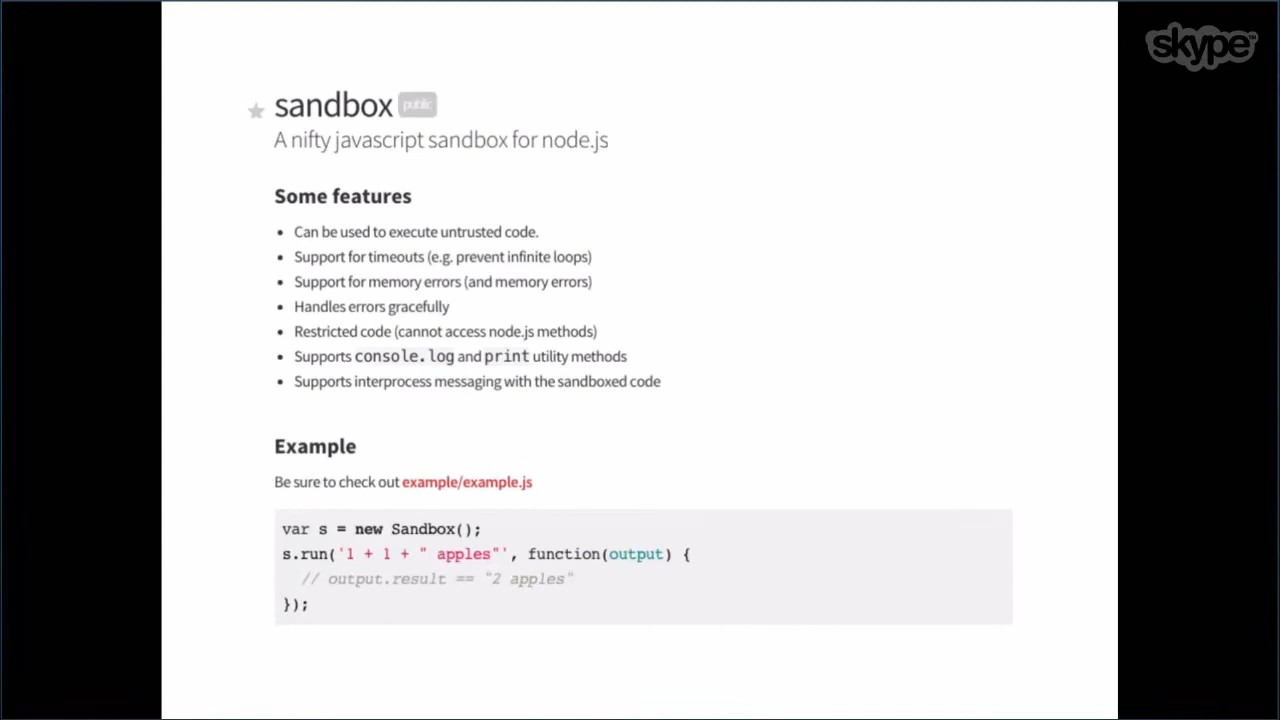 skype™
sandbox public
A nifty javascript sandbox for node.js
Some features
• Can be used to execute untrusted code.
• Support for timeouts (e.g. prevent infinite loops)
• Support for memory errors (and memory errors)
• Handles errors gracefully
• Restricted code (cannot access node.js methods)
• Supports console.log and print utility methods
• Supports interprocess messaging with the sandboxed code
Example
Be sure to check out example/example.js
var s = new Sandbox();
s.run('1 + 1 + " apples"', function(output) {
  // output.result == "2 apples"
});